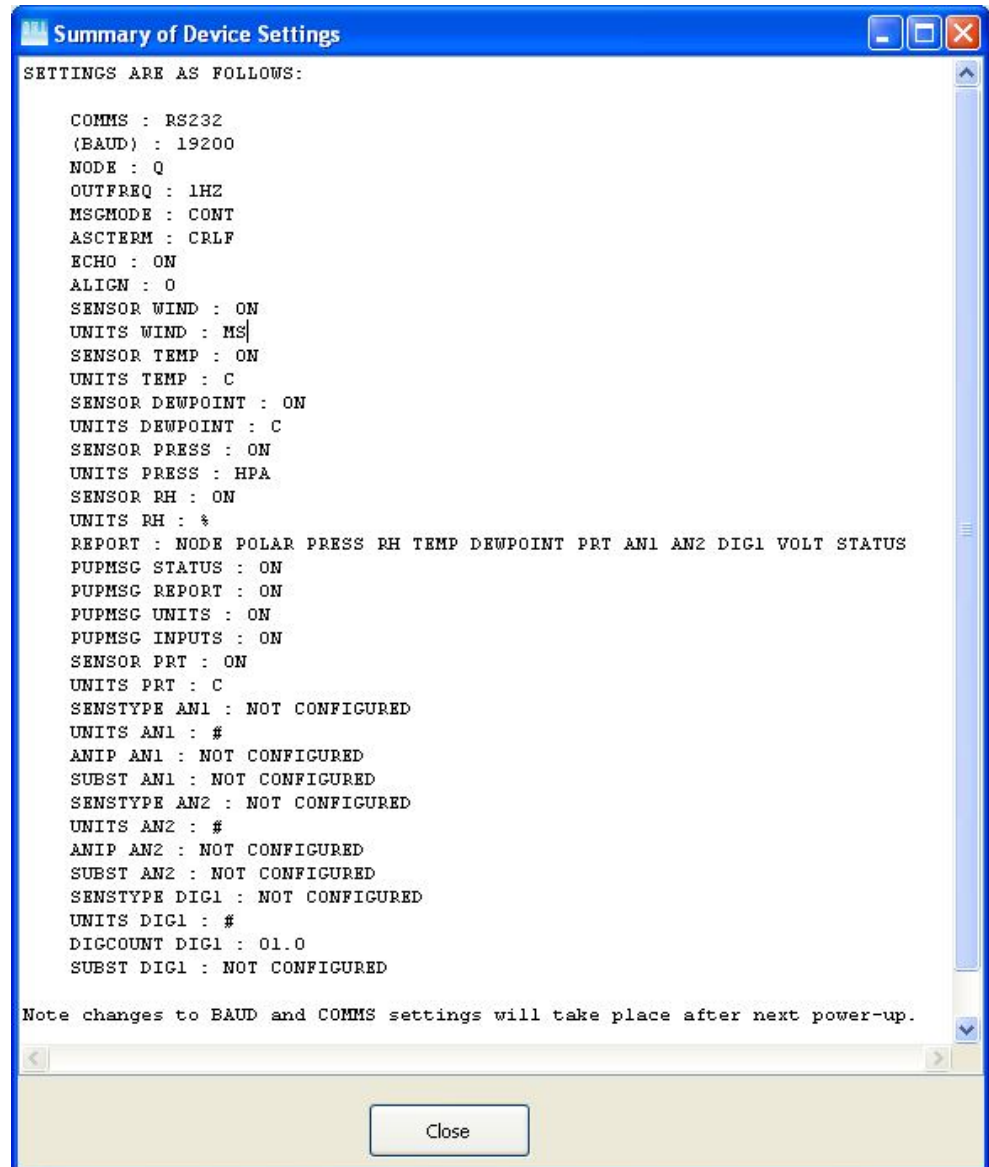 Summary of Device Settings
SETTINGS ARE AS FOLLOWS:
COMMS : RS232
(BAUD) : 19200
NODE : Q
OUTFREQ : 1HZ
MSGMODE : CONT
ASCTERM : CRLF
ECHO : ON
ALIGN : 0
SENSOR WIND : ON
UNITS WIND : MS
SENSOR TEMP : ON
UNITS TEMP : C
SENSOR DEWPOINT : ON
UNITS DEWPOINT : C
SENSOR PRESS : ON
UNITS PRESS : HPA
SENSOR RH : ON
UNITS RH : %
REPORT : NODE POLAR PRESS RH TEMP DEWPOINT PRT AN1 AN2 DIG1 VOLT STATUS
PUPMSG STATUS : ON
PUPMSG REPORT : ON
PUPMSG UNITS : ON
PUPMSG INPUTS : ON
SENSOR PRT : ON
UNITS PRT : C
SENSTYPE AN1 : NOT CONFIGURED
UNITS AN1 : #
ANIP AN1 : NOT CONFIGURED
SUBST AN1 : NOT CONFIGURED
SENSTYPE AN2 : NOT CONFIGURED
UNITS AN2 : #
ANIP AN2 : NOT CONFIGURED
SUBST AN2 : NOT CONFIGURED
SENSTYPE DIG1 : NOT CONFIGURED
UNITS DIG1 : #
DIGCOUNT DIG1 : 01.0
SUBST DIG1 : NOT CONFIGURED
Note changes to BAUD and COMMS settings will take place after next power-up.
Close